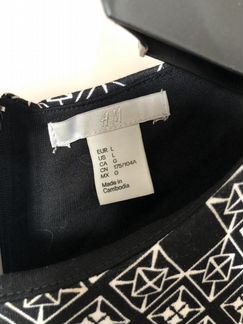 H&M
EUR L
US L
CA G
CN 175/104A
MX G
Made in
Cambodia